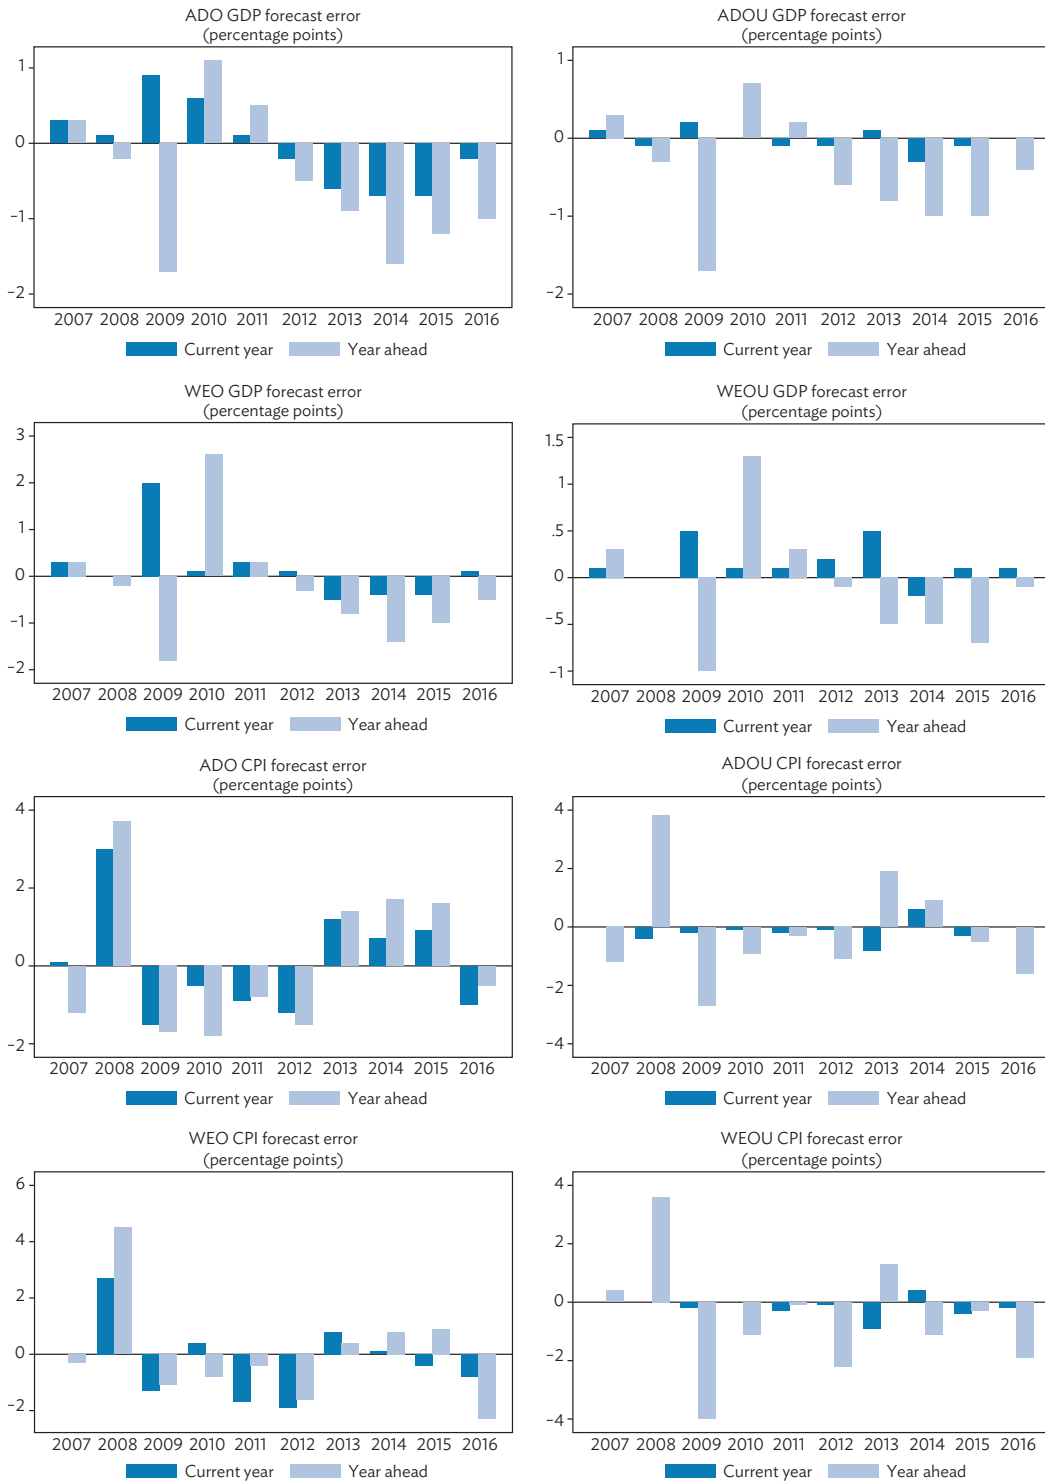 ADO GDP forecast error
(percentage points)
1
0
−1
−2
2007 2008 2009 2010 2011 2012 2013 2014 2015 2016
Current year Year ahead
ADOU GDP forecast error
(percentage points)
1
0
−1
−2
2007 2008 2009 2010 2011 2012 2013 2014 2015 2016
Current year Year ahead
WEO GDP forecast error
(percentage points)
3
2
1
0
−1
−2
2007 2008 2009 2010 2011 2012 2013 2014 2015 2016
Current year Year ahead
WEOU GDP forecast error
(percentage points)
1.5
1
.5
0
−.5
−1
2007 2008 2009 2010 2011 2012 2013 2014 2015 2016
Current year Year ahead
ADO CPI forecast error
(percentage points)
4
2
0
−2
2007 2008 2009 2010 2011 2012 2013 2014 2015 2016
Current year Year ahead
ADOU CPI forecast error
(percentage points)
4
2
0
−2
−4
2007 2008 2009 2010 2011 2012 2013 2014 2015 2016
Current year Year ahead
WEO CPI forecast error
(percentage points)
6
4
2
0
−2
2007 2008 2009 2010 2011 2012 2013 2014 2015 2016
Current year Year ahead
WEOU CPI forecast error
(percentage points)
4
2
0
−2
−4
2007 2008 2009 2010 2011 2012 2013 2014 2015 2016
Current year Year ahead